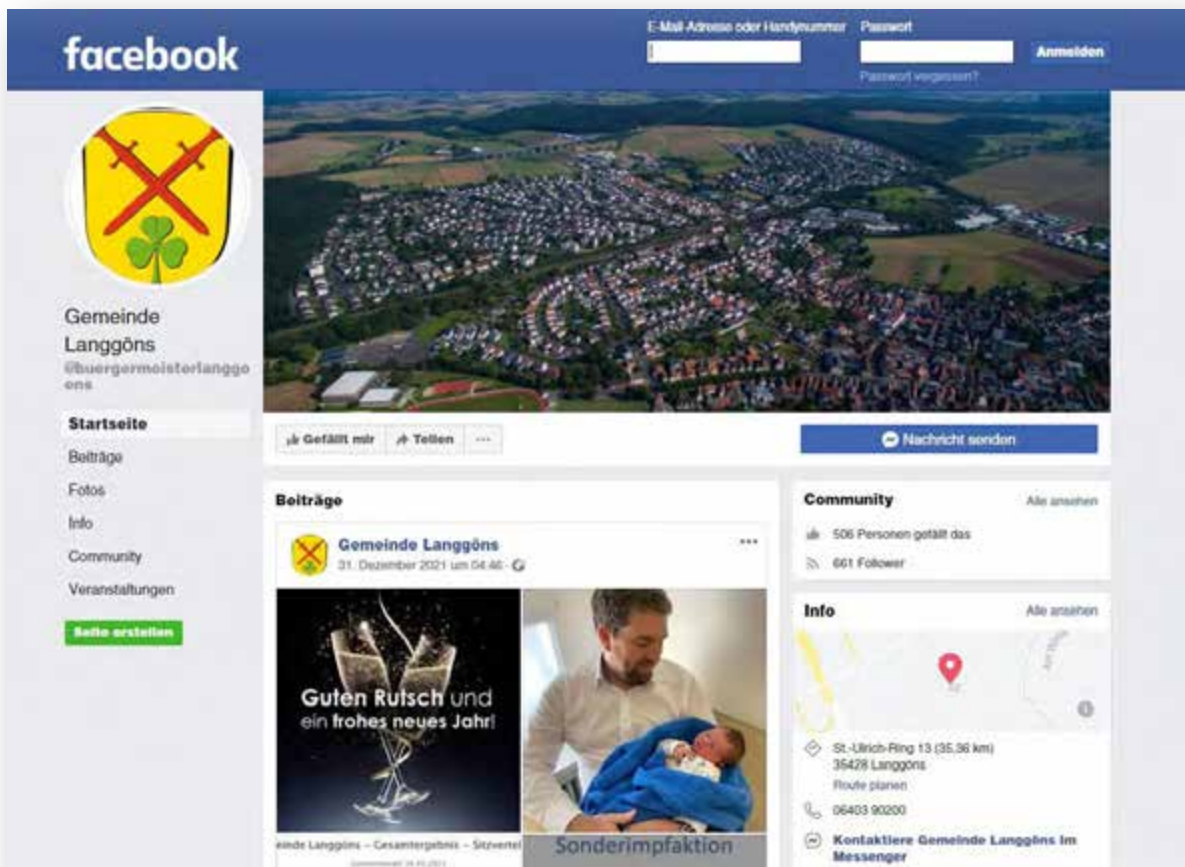 facebook
E-Mail-Adresse oder Handynummer
Passwort
Anmelden
Passwort vergessen?
Gemeinde
Langgöns
@buergermeisterlanggo
ens
Startseite
Beiträge
Fotos
Info
Community
Veranstaltungen
Seite erstellen
Gefällt mir
Teilen
...
Nachricht senden
Beiträge
Gemeinde Langgöns
...
31. Dezember 2021 um 04:46 ·
Guten Rutsch und
ein frohes neues Jahr!
einde Langgöns – Gesamtergebnis – Sitzvertei
Sonderimpfaktion
Community
Alle ansehen
506 Personen gefällt das
661 Follower
Info
Alle ansehen
St.-Ulrich-Ring 13 (35,36 km)
35428 Langgöns
Route planen
06403 90200
Kontaktiere Gemeinde Langgöns im
Messenger